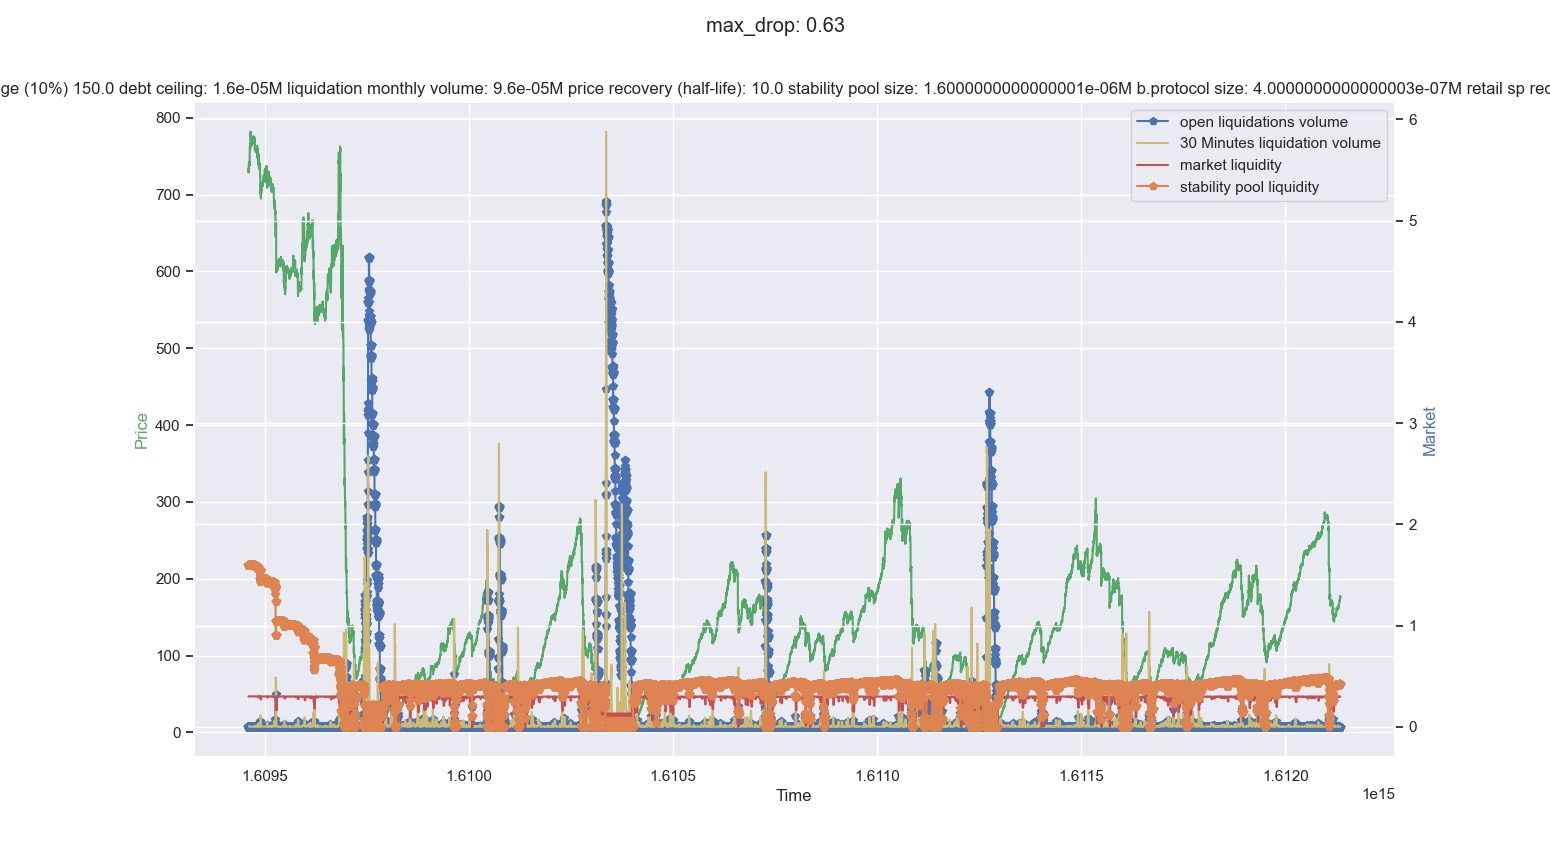 max_drop: 0.63
ge (10%) 150.0 debt ceiling: 1.6e-05M liquidation monthly volume: 9.6e-05M price recovery (half-life): 10.0 stability pool size: 1.6000000000000001e-06M b.protocol size: 4.0000000000000003e-07M retail sp rec
open liquidations volume
30 Minutes liquidation volume
market liquidity
stability pool liquidity
800
700
600
500
400
300
200
100
0
Price
6
5
4
3
2
1
0
Market
1.6095
1.6100
1.6105
1.6110
1.6115
1.6120
Time
1e15